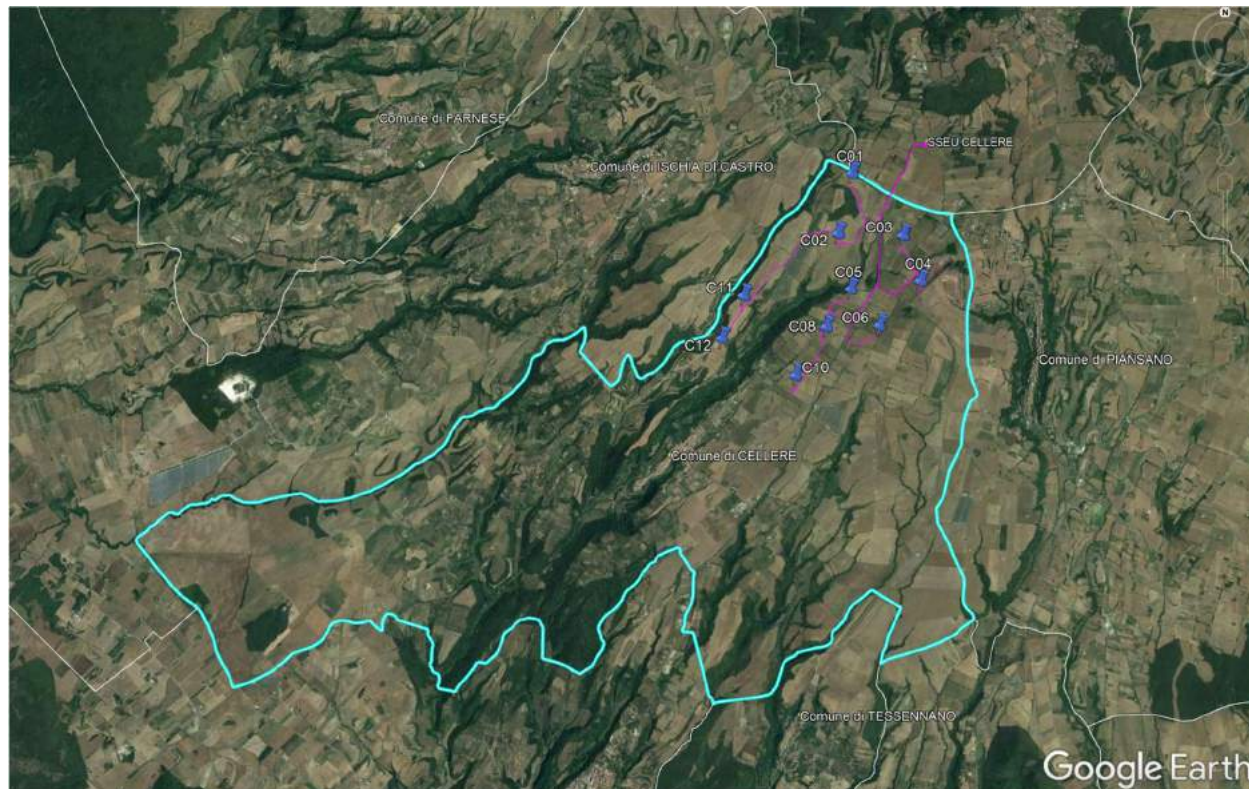 N
Comune di FARNESE
SSEU CELLERE
Comune di ISCHIA DI CASTRO
C01
C02
C03
C05
C04
C11
C08
C06
C12
C10
Comune di PIANSANO
Comune di CELLERE
Comune di TESSENNANO
Google Earth